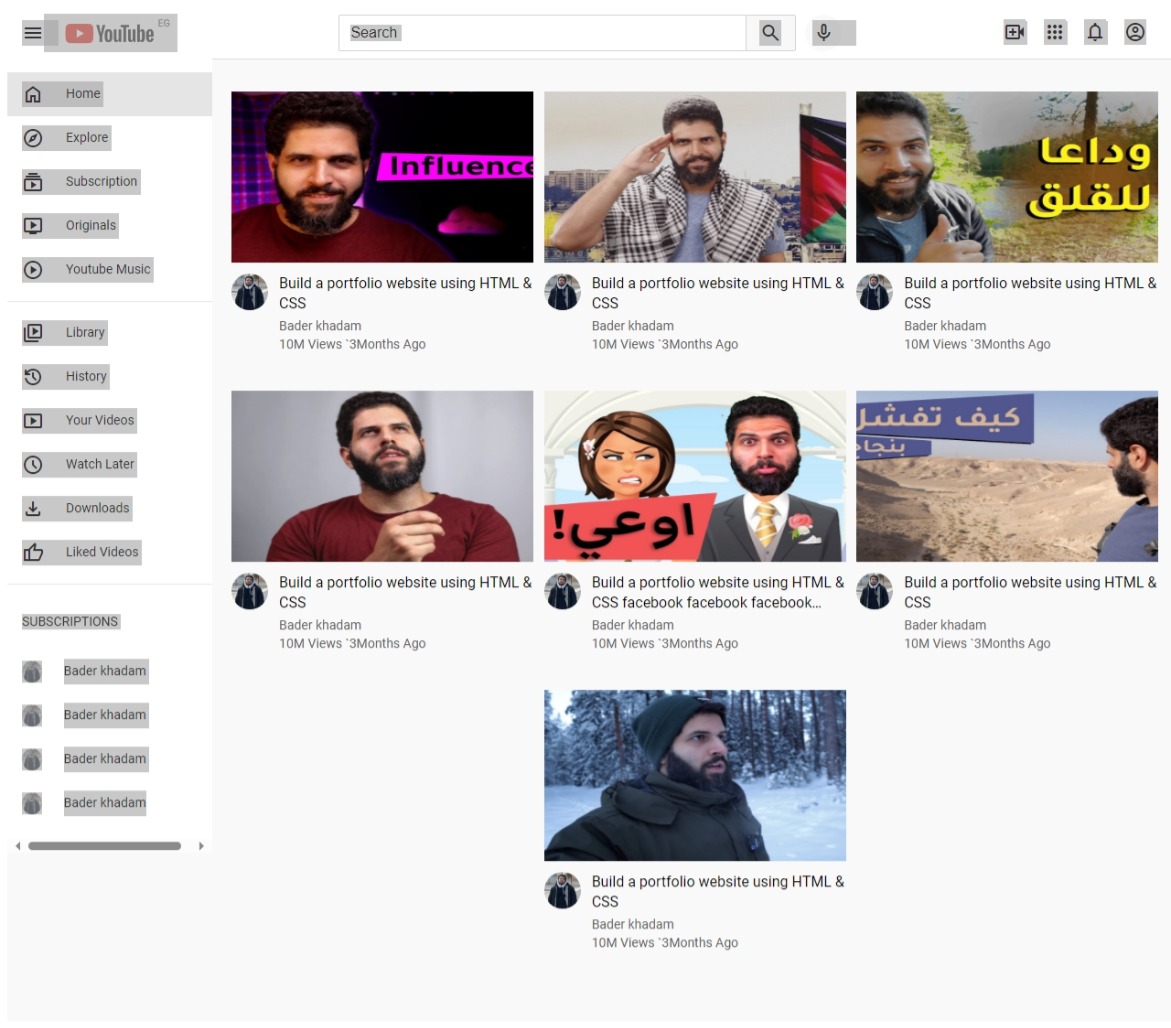 YouTube EG
Search
Home
Explore
Subscription
Originals
Youtube Music
Library
History
Your Videos
Watch Later
Downloads
Liked Videos
SUBSCRIPTIONS
Bader khadam
Bader khadam
Bader khadam
Bader khadam
Influence
Build a portfolio website using HTML &
CSS
Bader khadam
10M Views `3Months Ago
Build a portfolio website using HTML &
CSS
Bader khadam
10M Views `3Months Ago
وداعا
للقلق
Build a portfolio website using HTML &
CSS
Bader khadam
10M Views `3Months Ago
Build a portfolio website using HTML &
CSS
Bader khadam
10M Views `3Months Ago
اوعي!
Build a portfolio website using HTML &
CSS facebook facebook facebook...
Bader khadam
10M Views `3Months Ago
كيف تفشل
بنجاح
Build a portfolio website using HTML &
CSS
Bader khadam
10M Views `3Months Ago
Build a portfolio website using HTML &
CSS
Bader khadam
10M Views `3Months Ago